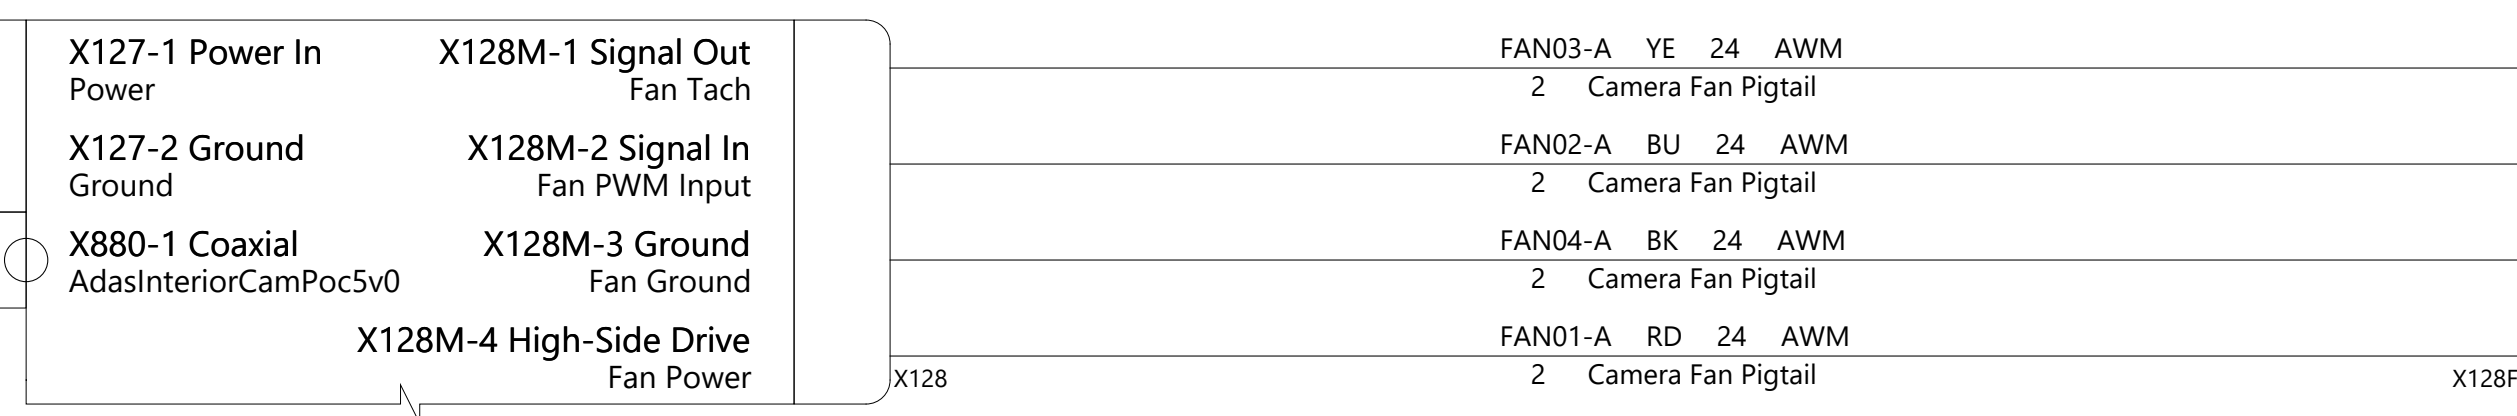 X127-1 Power In X128M-1 Signal Out FAN03-A YE 24 AWM
Power Fan Tach 2 Camera Fan Pigtail
X127-2 Ground X128M-2 Signal In FAN02-A BU 24 AWM
Ground Fan PWM Input 2 Camera Fan Pigtail
X880-1 Coaxial X128M-3 Ground FAN04-A BK 24 AWM
AdasInteriorCamPoc5v0 Fan Ground 2 Camera Fan Pigtail
X128M-4 High-Side Drive FAN01-A RD 24 AWM
Fan Power X128 2 Camera Fan Pigtail X128F